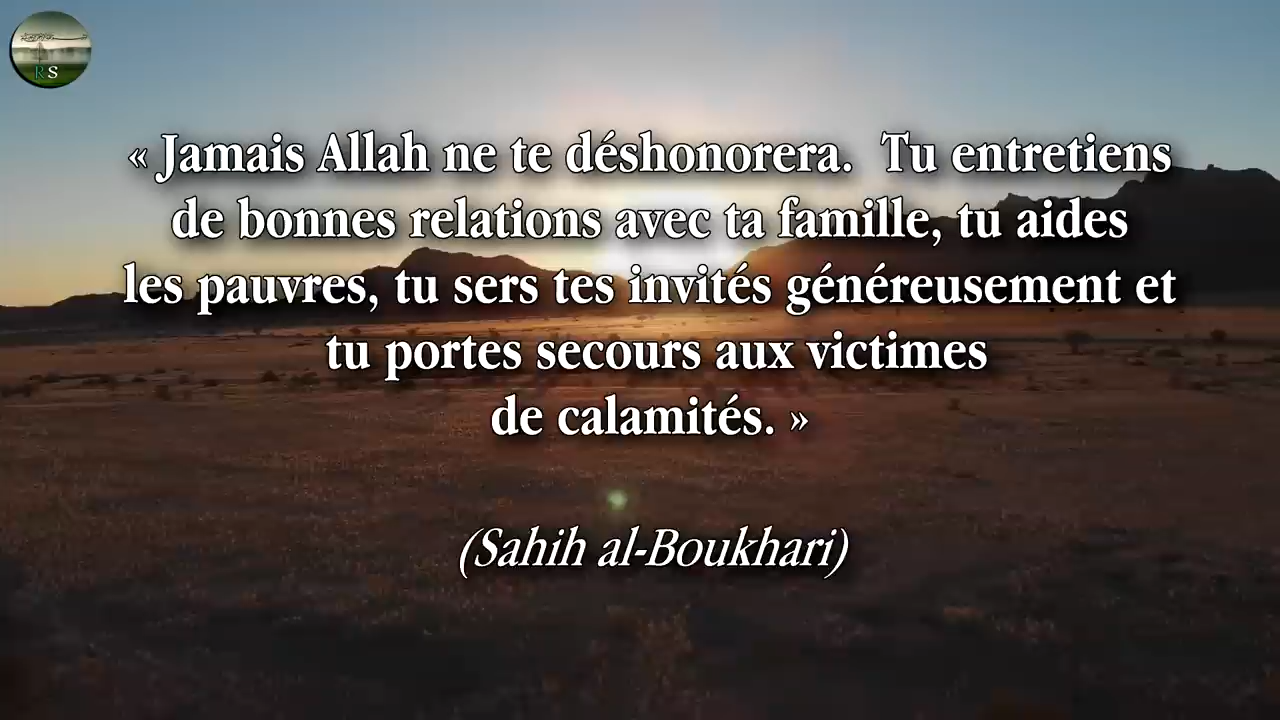 RS
« Jamais Allah ne te déshonorera. Tu entretiens
de bonnes relations avec ta famille, tu aides
les pauvres, tu sers tes invités généreusement et
tu portes secours aux victimes
de calamités. »
(Sahih al-Boukhari)